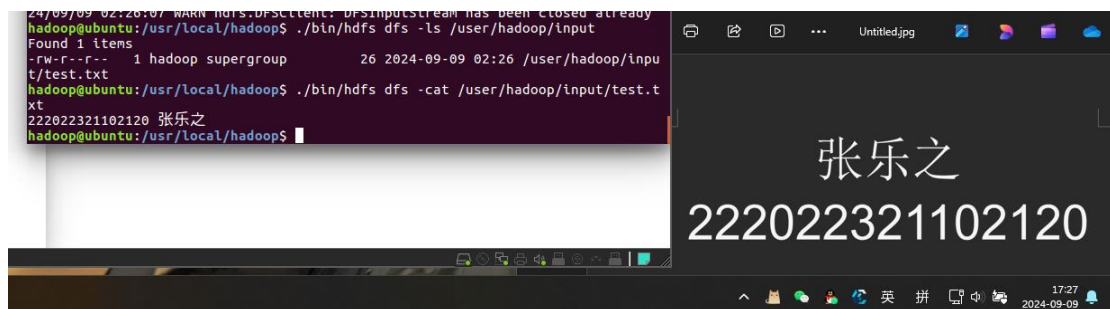 24/09/09 02:26:07 WARN hdfs.DFSClient: DFSInputStream has been closed already
hadoop@ubuntu:/usr/local/hadoop$ ./bin/hdfs dfs -ls /user/hadoop/input
Found 1 items
-rw-r--r--   1 hadoop supergroup         26 2024-09-09 02:26 /user/hadoop/inpu
t/test.txt
hadoop@ubuntu:/usr/local/hadoop$ ./bin/hdfs dfs -cat /user/hadoop/input/test.t
xt
222022321102120 张乐之
hadoop@ubuntu:/usr/local/hadoop$
Untitled.jpg
张乐之
222022321102120
英 拼
17:27
2024-09-09